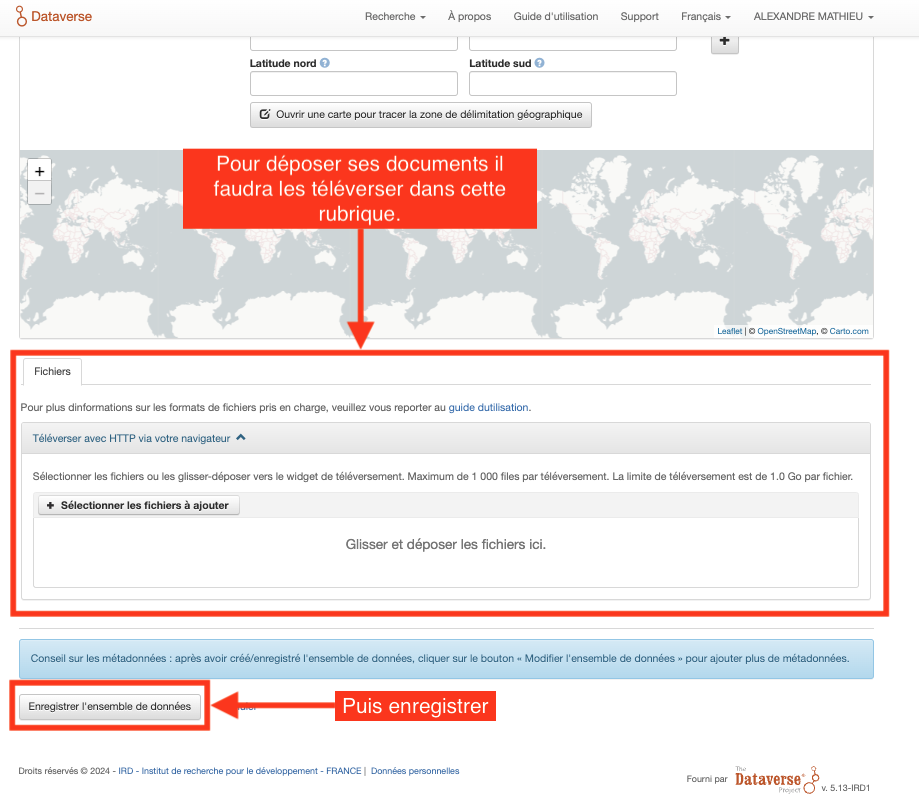 Dataverse
Recherche À propos Guide d'utilisation Support Français ALEXANDRE MATHIEU
+
Latitude nord ? Latitude sud ?
Ouvrir une carte pour tracer la zone de délimitation géographique
+
−
Pour déposer ses documents il
faudra les téléverser dans cette
rubrique.
Leaflet | © OpenStreetMap, © Carto.com
Fichiers
Pour plus dinformations sur les formats de fichiers pris en charge, veuillez vous reporter au guide dutilisation.
Téléverser avec HTTP via votre navigateur
Sélectionner les fichiers ou les glisser-déposer vers le widget de téléversement. Maximum de 1 000 files par téléversement. La limite de téléversement est de 1.0 Go par fichier.
+ Sélectionner les fichiers à ajouter
Glisser et déposer les fichiers ici.
Conseil sur les métadonnées : après avoir créé/enregistré l'ensemble de données, cliquer sur le bouton « Modifier l'ensemble de données » pour ajouter plus de métadonnées.
Enregistrer l'ensemble de données
Puis enregistrer
Droits réservés © 2024 - IRD - Institut de recherche pour le développement - FRANCE | Données personnelles
Fourni par The Dataverse® Project v. 5.13-IRD1